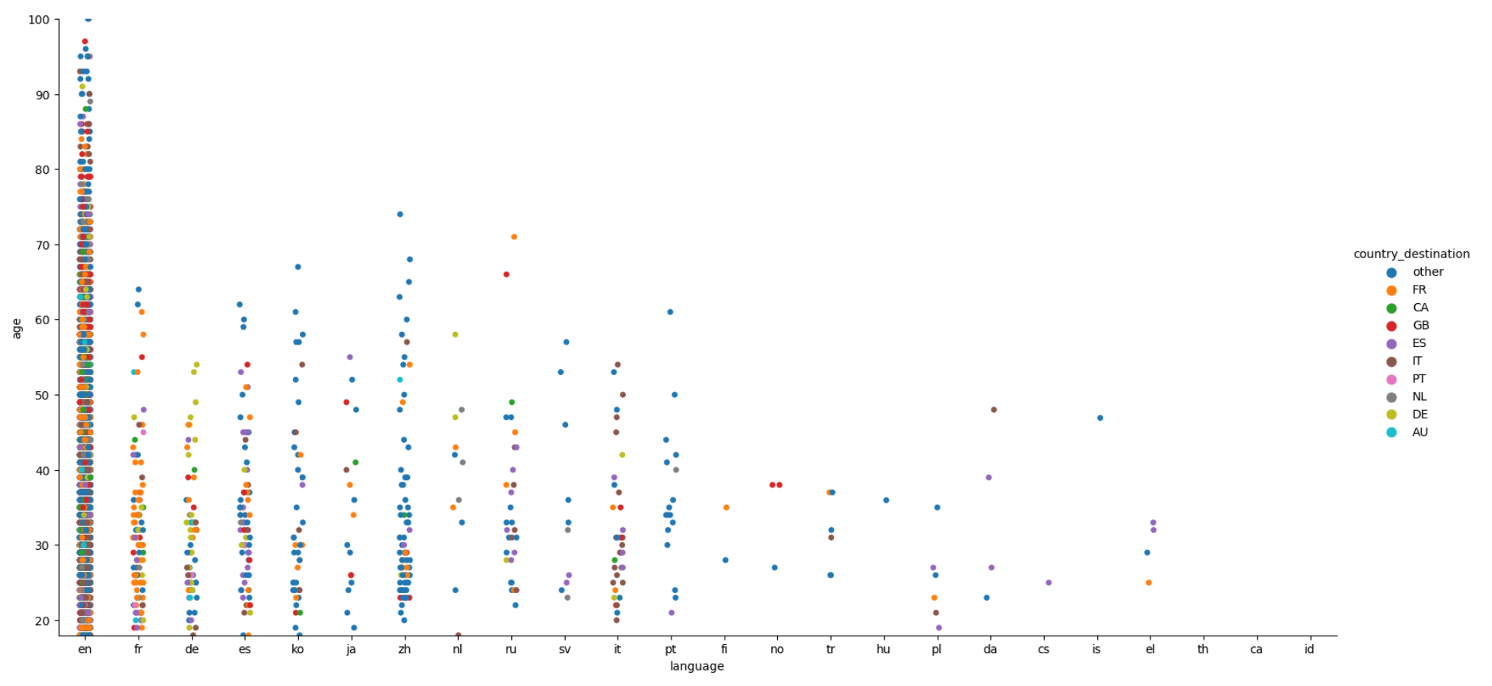 100
90
80
70
60
50
40
30
20
age
en fr de es ko ja zh nl ru sv it pt fi no tr hu pl da cs is el th ca id
language
country_destination
other
FR
CA
GB
ES
IT
PT
NL
DE
AU